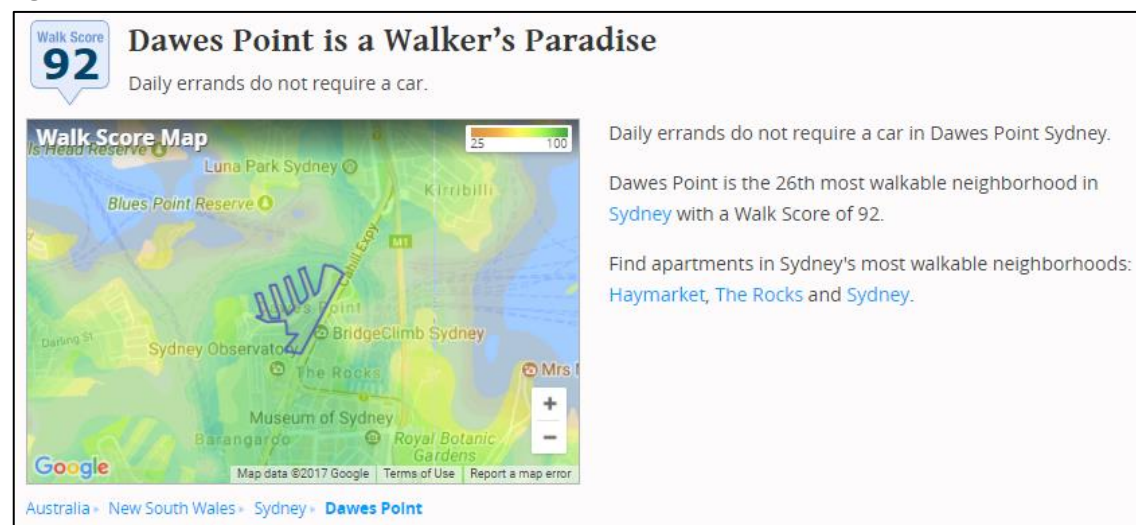 Walk Score
92
Dawes Point is a Walker's Paradise
Daily errands do not require a car.
Walk Score Map
25 100
Luna Park Sydney
Kirribilli
Blues Point Reserve
Cahill Expy
M1
Darling St
BridgeClimb Sydney
Sydney Observatory
The Rocks
Mrs
Museum of Sydney
Barangaroo
Royal Botanic
Gardens
+
−
Google
Map data ©2017 Google Terms of Use Report a map error
Daily errands do not require a car in Dawes Point Sydney.
Dawes Point is the 26th most walkable neighborhood in
Sydney with a Walk Score of 92.
Find apartments in Sydney's most walkable neighborhoods:
Haymarket, The Rocks and Sydney.
Australia» New South Wales» Sydney» Dawes Point